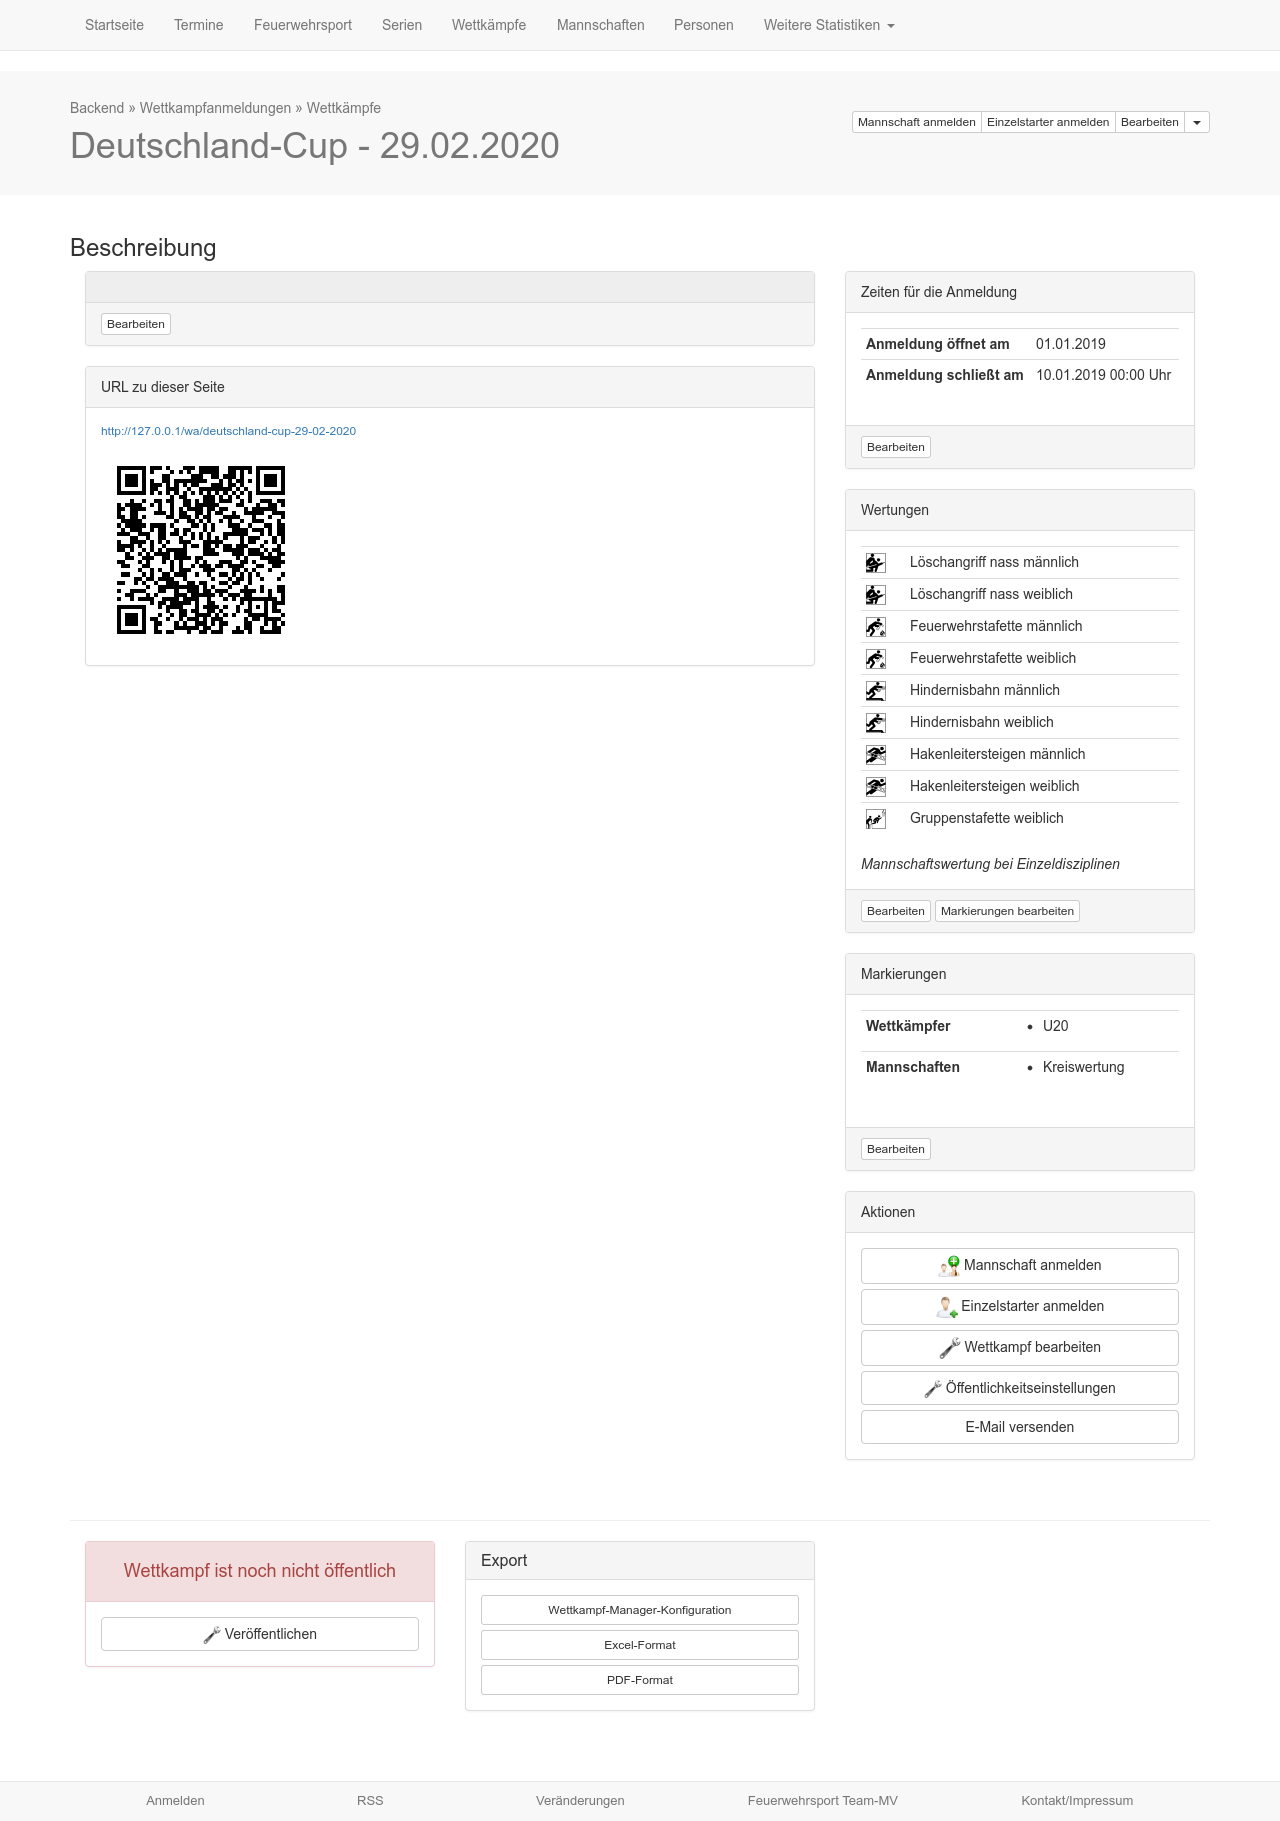 Startseite Termine Feuerwehrsport Serien Wettkämpfe Mannschaften Personen Weitere Statistiken
Backend » Wettkampfanmeldungen » Wettkämpfe
Deutschland-Cup - 29.02.2020
Mannschaft anmelden Einzelstarter anmelden Bearbeiten
Beschreibung
Bearbeiten
URL zu dieser Seite
http://127.0.0.1/wa/deutschland-cup-29-02-2020
Zeiten für die Anmeldung
Anmeldung öffnet am 01.01.2019
Anmeldung schließt am 10.01.2019 00:00 Uhr
Bearbeiten
Wertungen
Löschangriff nass männlich
Löschangriff nass weiblich
Feuerwehrstafette männlich
Feuerwehrstafette weiblich
Hindernisbahn männlich
Hindernisbahn weiblich
Hakenleitersteigen männlich
Hakenleitersteigen weiblich
Gruppenstafette weiblich
Mannschaftswertung bei Einzeldisziplinen
Bearbeiten Markierungen bearbeiten
Markierungen
Wettkämpfer • U20
Mannschaften • Kreiswertung
Bearbeiten
Aktionen
Mannschaft anmelden
Einzelstarter anmelden
Wettkampf bearbeiten
Öffentlichkeitseinstellungen
E-Mail versenden
Wettkampf ist noch nicht öffentlich
Veröffentlichen
Export
Wettkampf-Manager-Konfiguration
Excel-Format
PDF-Format
Anmelden RSS Veränderungen Feuerwehrsport Team-MV Kontakt/Impressum